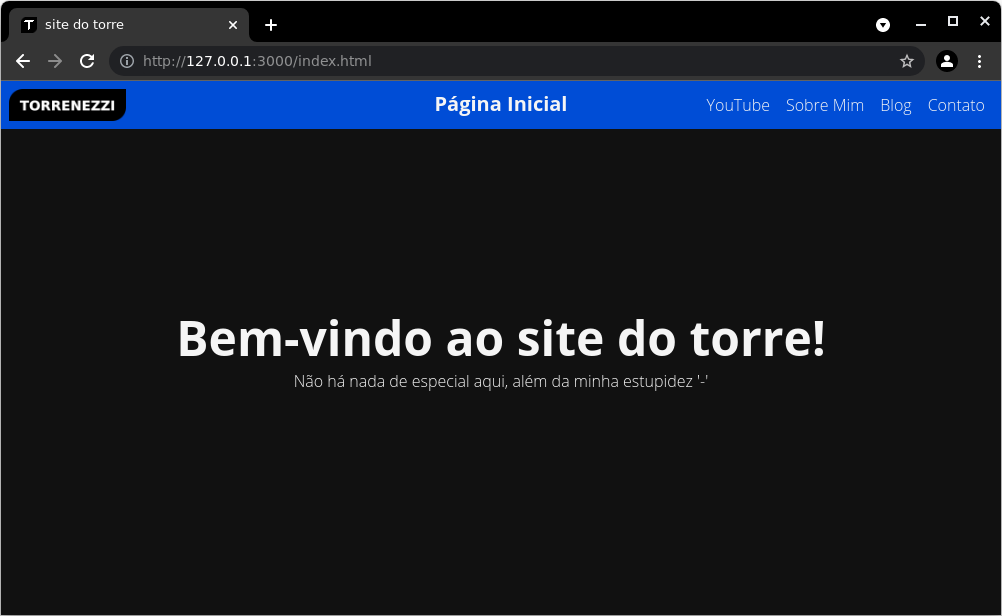 T site do torre
http://127.0.0.1:3000/index.html
TORRENEZZI Página Inicial YouTube Sobre Mim Blog Contato
Bem-vindo ao site do torre!
Não há nada de especial aqui, além da minha estupidez '-'